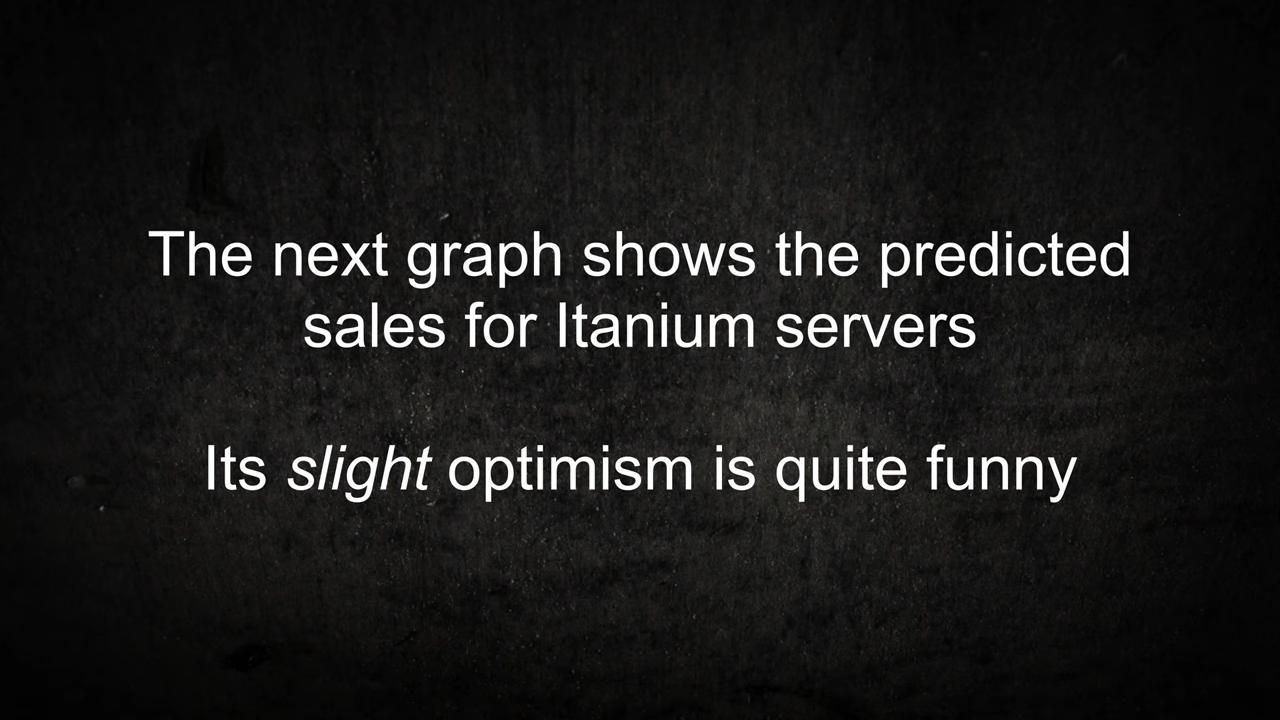 The next graph shows the predicted
sales for Itanium servers
Its slight optimism is quite funny